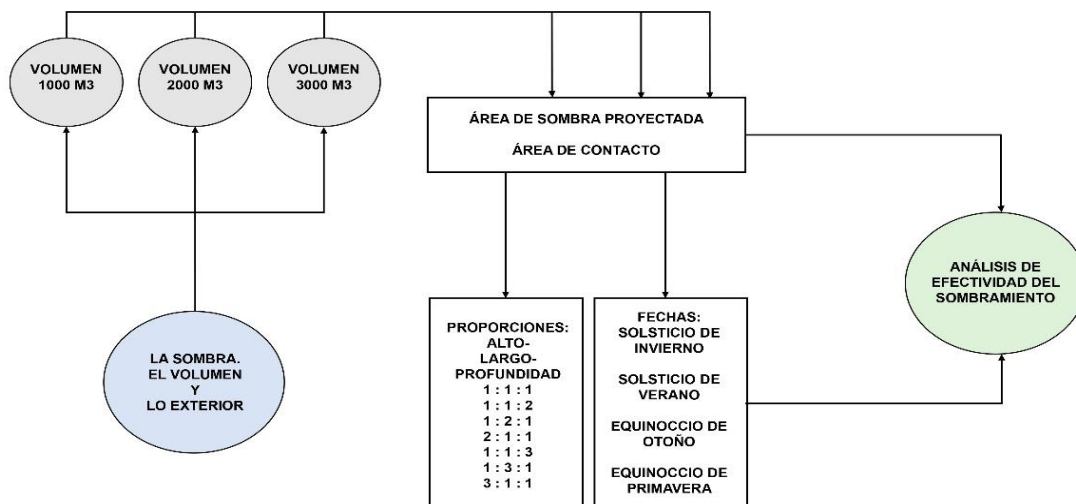 VOLUMEN
1000 M3
VOLUMEN
2000 M3
VOLUMEN
3000 M3
ÁREA DE SOMBRA PROYECTADA
ÁREA DE CONTACTO
LA SOMBRA.
EL VOLUMEN
Y
LO EXTERIOR
PROPORCIONES:
ALTO-
LARGO-
PROFUNDIDAD
1 : 1 : 1
1 : 1 : 2
1 : 2 : 1
2 : 1 : 1
1 : 1 : 3
1 : 3 : 1
3 : 1 : 1
FECHAS:
SOLSTICIO DE
INVIERNO
SOLSTICIO DE
VERANO
EQUINOCCIO DE
OTOÑO
EQUINOCCIO DE
PRIMAVERA
ANÁLISIS DE
EFECTIVIDAD DEL
SOMBRAMIENTO